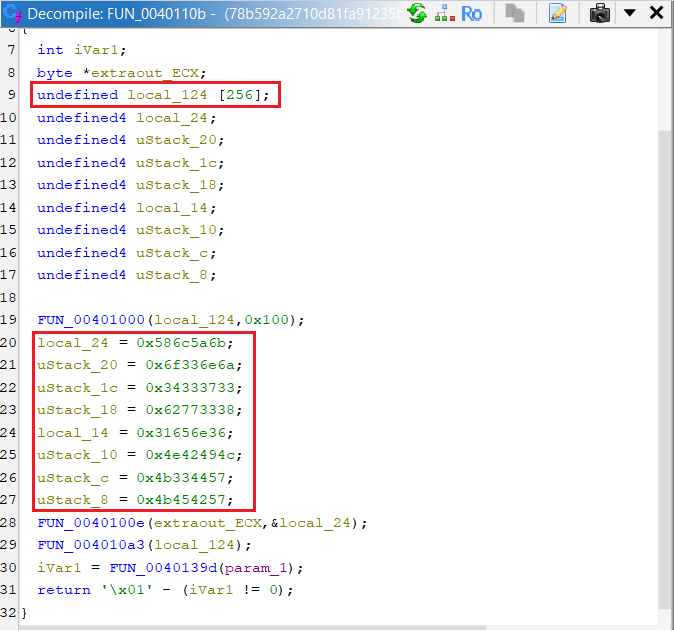 Decompile: FUN_0040110b - (78b592a2710d81fa91235b
Ro
{
7 int iVar1;
8 byte *extraout_ECX;
9 undefined local_124 [256];
10 undefined4 local_24;
11 undefined4 uStack_20;
12 undefined4 uStack_1c;
13 undefined4 uStack_18;
14 undefined4 local_14;
15 undefined4 uStack_10;
16 undefined4 uStack_c;
17 undefined4 uStack_8;
18
19 FUN_00401000(local_124,0x100);
20 local_24 = 0x586c5a6b;
21 uStack_20 = 0x6f336e6a;
22 uStack_1c = 0x34333733;
23 uStack_18 = 0x62773338;
24 local_14 = 0x31656e36;
25 uStack_10 = 0x4e42494c;
26 uStack_c = 0x4b334457;
27 uStack_8 = 0x4b454257;
28 FUN_0040100e(extraout_ECX,&local_24);
29 FUN_004010a3(local_124);
30 iVar1 = FUN_0040139d(param_1);
31 return '\x01' - (iVar1 != 0);
32 }